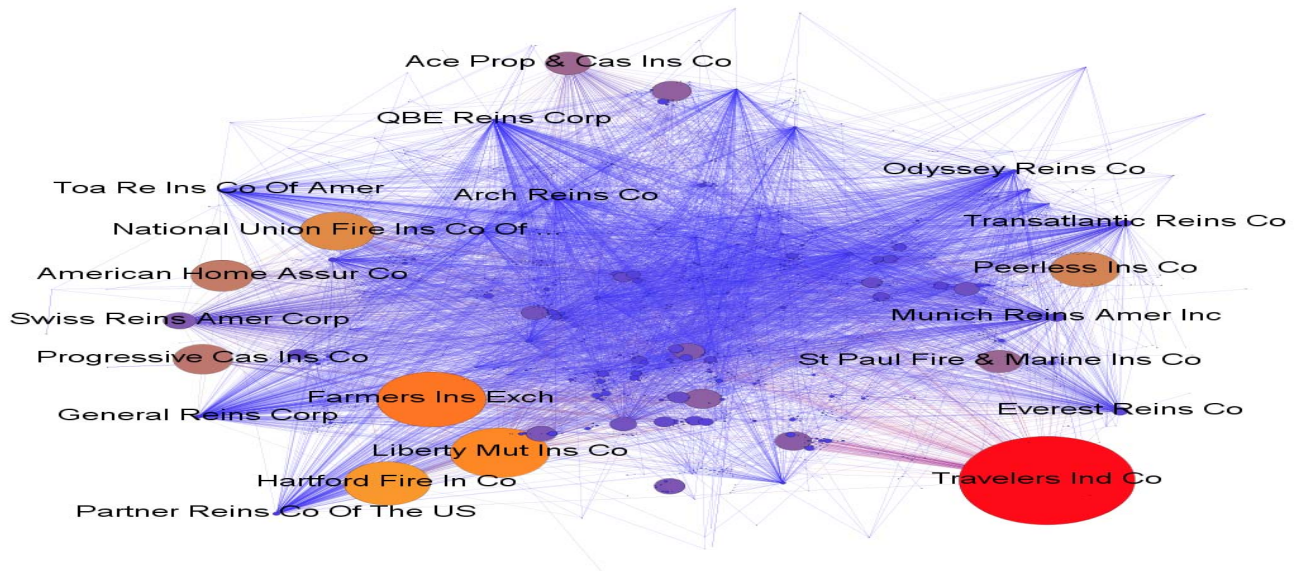 Ace Prop & Cas Ins Co
QBE Reins Corp
Odyssey Reins Co
Toa Re Ins Co Of Amer
Arch Reins Co
Transatlantic Reins Co
National Union Fire Ins Co Of ...
American Home Assur Co
Peerless Ins Co
Swiss Reins Amer Corp
Munich Reins Amer Inc
Progressive Cas Ins Co
St Paul Fire & Marine Ins Co
Farmers Ins Exch
General Reins Corp
Everest Reins Co
Liberty Mut Ins Co
Hartford Fire In Co
Travelers Ind Co
Partner Reins Co Of The US